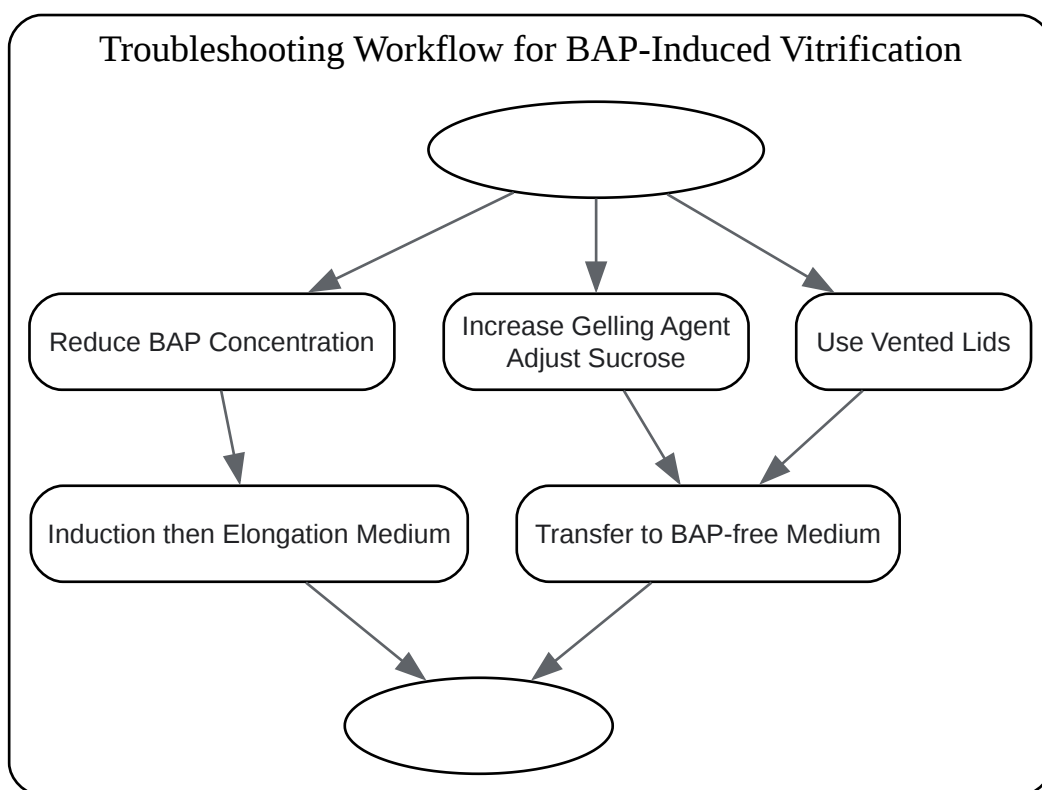 Troubleshooting Workflow for BAP-Induced Vitrification
Reduce BAP Concentration
Increase Gelling Agent
Adjust Sucrose
Use Vented Lids
Induction then Elongation Medium
Transfer to BAP-free Medium